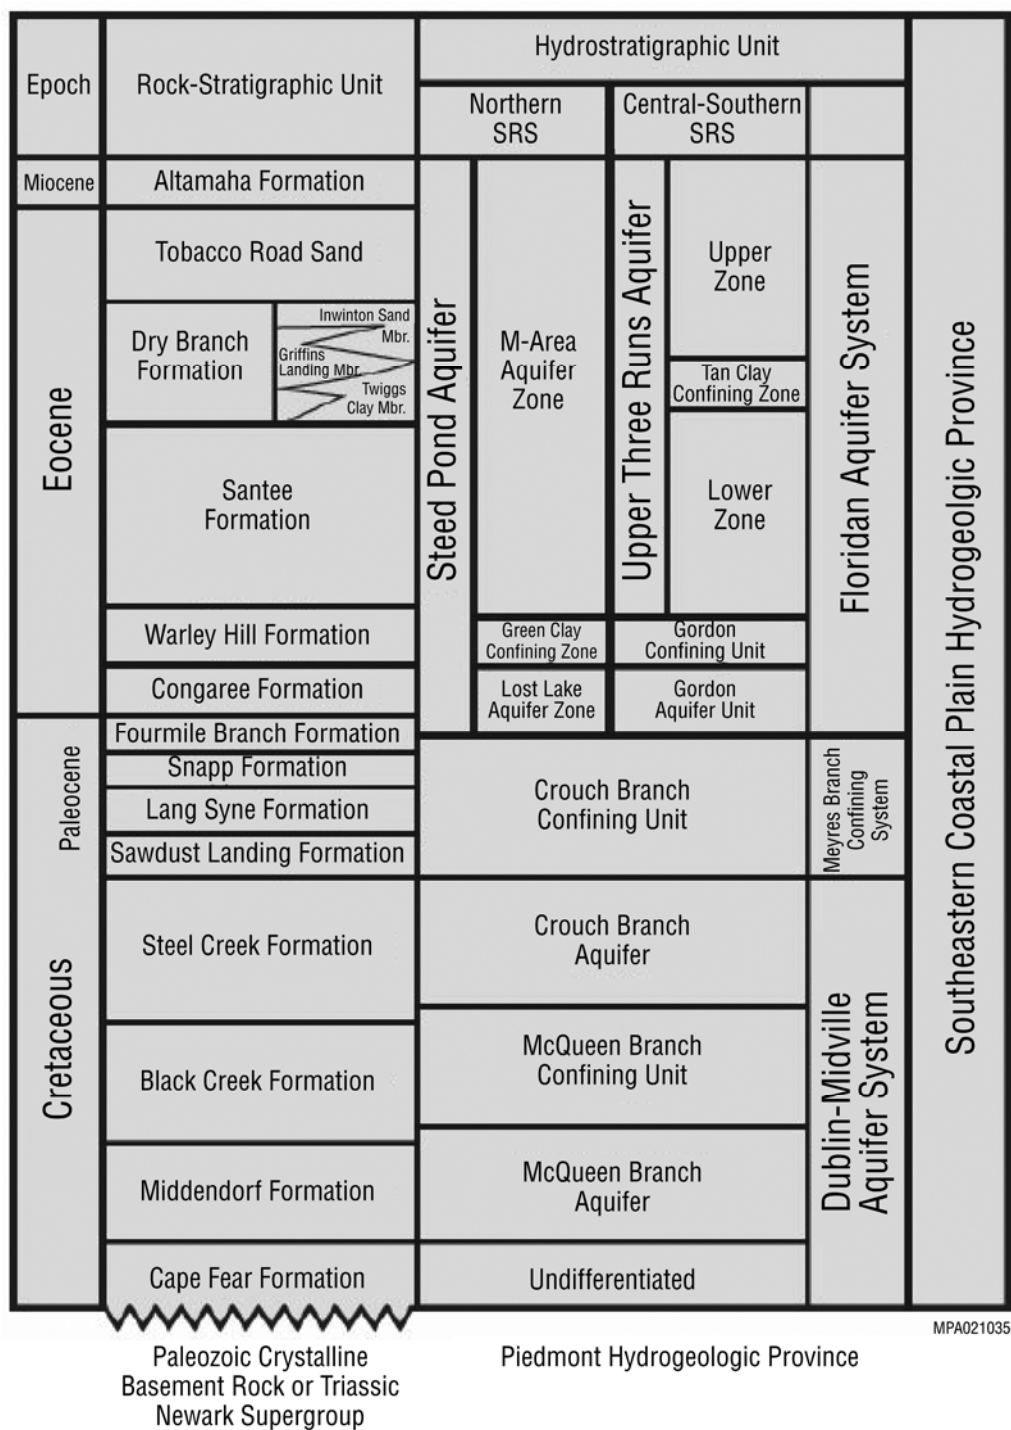 Epoch
Rock-Stratigraphic Unit
Hydrostratigraphic Unit
Northern
SRS
Central-Southern
SRS
Miocene
Altamaha Formation
Eocene
Tobacco Road Sand
Dry Branch
Formation
Inwinton Sand
Mbr.
Griffins
Landing Mbr.
Twiggs
Clay Mbr.
Santee
Formation
Warley Hill Formation
Congaree Formation
Steed Pond Aquifer
M-Area
Aquifer
Zone
Green Clay
Confining Zone
Lost Lake
Aquifer Zone
Upper Three Runs Aquifer
Upper
Zone
Tan Clay
Confining Zone
Lower
Zone
Gordon
Confining Unit
Gordon
Aquifer Unit
Floridan Aquifer System
Southeastern Coastal Plain Hydrogeolgic Province
Paleocene
Fourmile Branch Formation
Snapp Formation
Lang Syne Formation
Sawdust Landing Formation
Crouch Branch
Confining Unit
Meyres Branch
Confining
System
Cretaceous
Steel Creek Formation
Crouch Branch
Aquifer
Black Creek Formation
McQueen Branch
Confining Unit
Middendorf Formation
McQueen Branch
Aquifer
Cape Fear Formation
Undifferentiated
Dublin-Midville
Aquifer System
MPA021035
Paleozoic Crystalline
Basement Rock or Triassic
Newark Supergroup
Piedmont Hydrogeologic Province